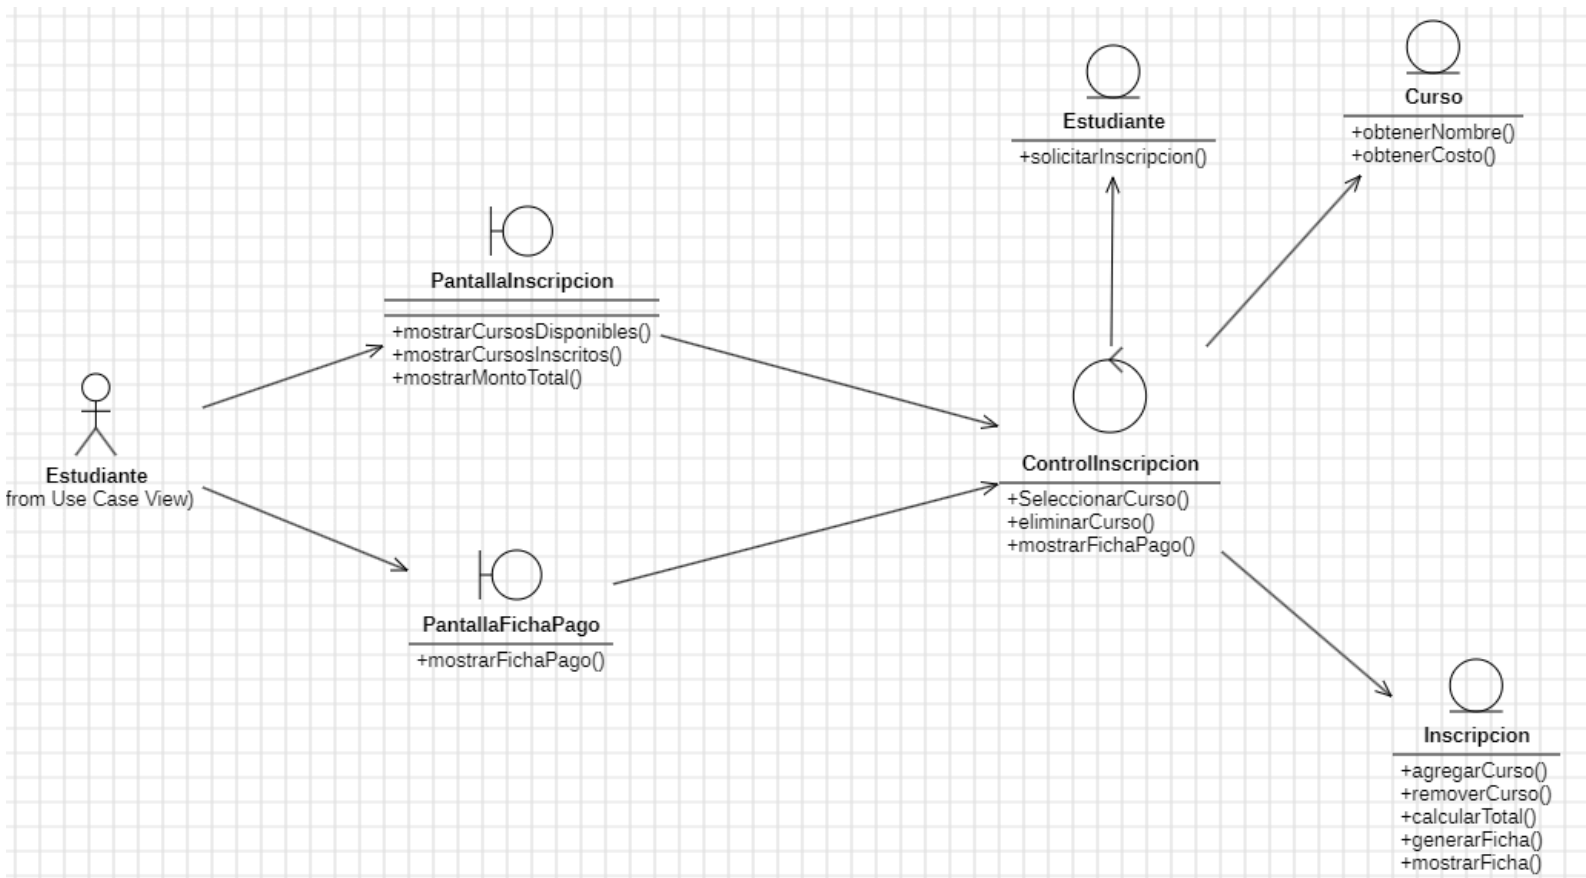 Estudiante
+solicitarInscripcion()
Curso
+obtenerNombre()
+obtenerCosto()
PantallaInscripcion
+mostrarCursosDisponibles()
+mostrarCursosInscritos()
+mostrarMontoTotal()
Estudiante
from Use Case View)
ControlInscripcion
+SeleccionarCurso()
+eliminarCurso()
+mostrarFichaPago()
PantallaFichaPago
+mostrarFichaPago()
Inscripcion
+agregarCurso()
+removerCurso()
+calcularTotal()
+generarFicha()
+mostrarFicha()